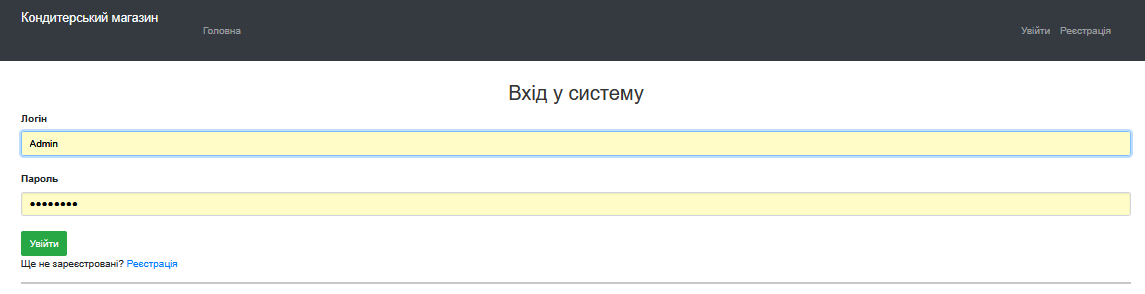 Кондитерський магазин
Головна
Увійти Реєстрація
Вхід у систему
Логін
Admin
Пароль
••••••••
Увійти
Ще не зареєстровані? Реєстрація